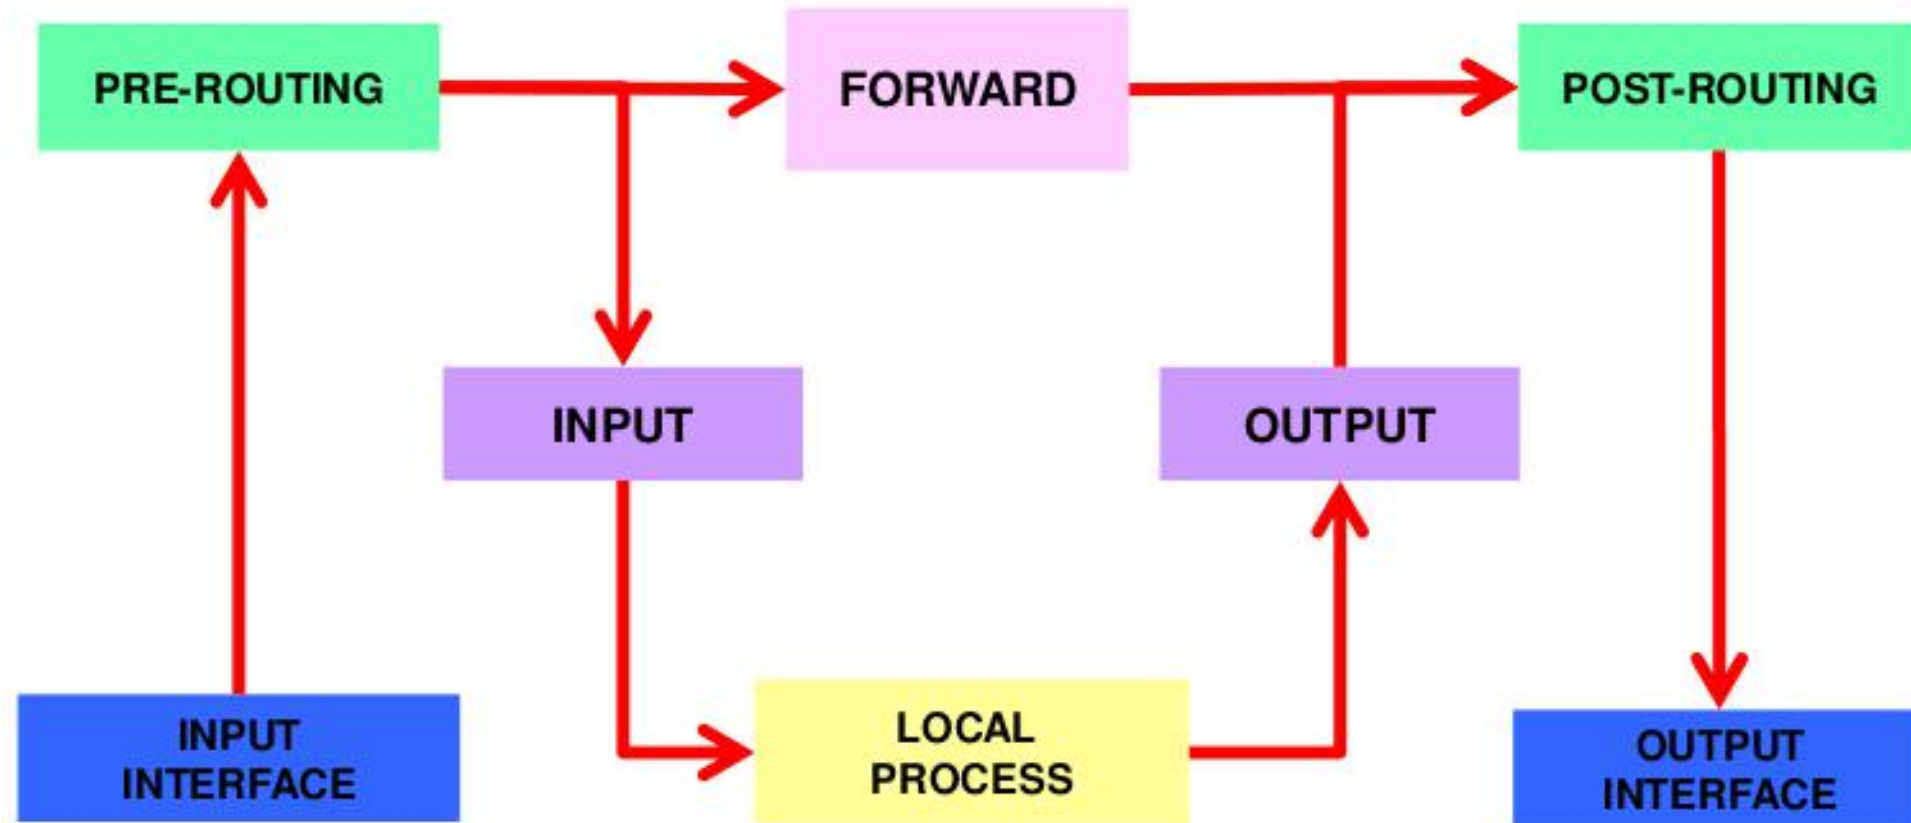 PRE-ROUTING
FORWARD
POST-ROUTING
INPUT
OUTPUT
INPUT
INTERFACE
LOCAL
PROCESS
OUTPUT
INTERFACE